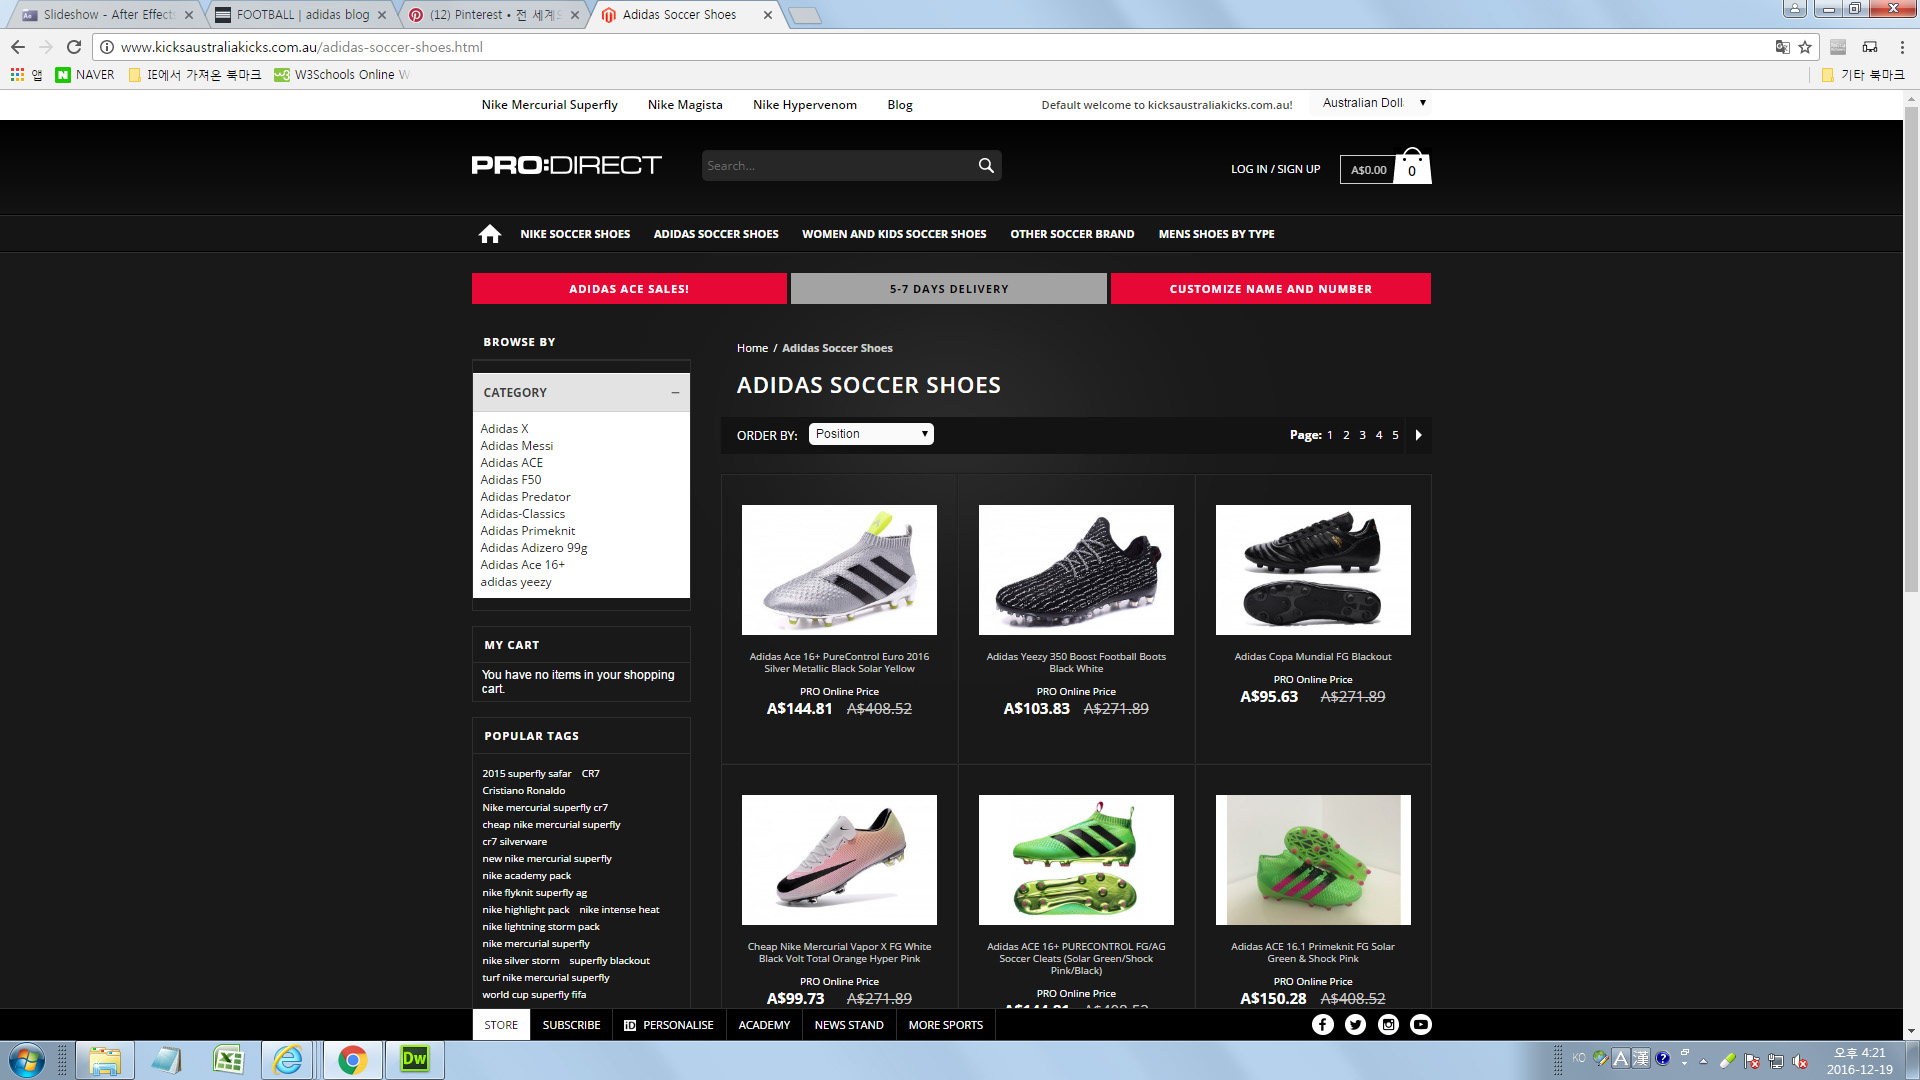 Slideshow - After Effects
FOOTBALL | adidas blog
(12) Pinterest • 전 세계
Adidas Soccer Shoes
www.kicksaustraliakicks.com.au/adidas-soccer-shoes.html
앱
NAVER
IE에서 가져온 북마크
W3Schools Online W
기타 북마크
Nike Mercurial Superfly
Nike Magista
Nike Hypervenom
Blog
Default welcome to kicksaustraliakicks.com.au!
Australian Doll
PRO:DIRECT
Search...
LOG IN / SIGN UP
A$0.00
0
NIKE SOCCER SHOES
ADIDAS SOCCER SHOES
WOMEN AND KIDS SOCCER SHOES
OTHER SOCCER BRAND
MENS SHOES BY TYPE
ADIDAS ACE SALES!
5-7 DAYS DELIVERY
CUSTOMIZE NAME AND NUMBER
BROWSE BY
CATEGORY
Adidas X
Adidas Messi
Adidas ACE
Adidas F50
Adidas Predator
Adidas-Classics
Adidas Primeknit
Adidas Adizero 99g
Adidas Ace 16+
adidas yeezy
MY CART
You have no items in your shopping
cart.
POPULAR TAGS
2015 superfly safar CR7
Cristiano Ronaldo
Nike mercurial superfly cr7
cheap nike mercurial superfly
cr7 silverware
new nike mercurial superfly
nike academy pack
nike flyknit superfly ag
nike highlight pack nike intense heat
nike lightning storm pack
nike mercurial superfly
nike silver storm superfly blackout
turf nike mercurial superfly
world cup superfly fifa
Home / Adidas Soccer Shoes
ADIDAS SOCCER SHOES
ORDER BY:
Position
Page: 1 2 3 4 5
Adidas Ace 16+ PureControl Euro 2016
Silver Metallic Black Solar Yellow
PRO Online Price
A$144.81 A$408.52
Adidas Yeezy 350 Boost Football Boots
Black White
PRO Online Price
A$103.83 A$271.89
Adidas Copa Mundial FG Blackout
PRO Online Price
A$95.63 A$271.89
Cheap Nike Mercurial Vapor X FG White
Black Volt Total Orange Hyper Pink
PRO Online Price
A$99.73 A$271.89
Adidas ACE 16+ PURECONTROL FG/AG
Soccer Cleats (Solar Green/Shock
Pink/Black)
PRO Online Price
A$144.81 A$408.52
Adidas ACE 16.1 Primeknit FG Solar
Green & Shock Pink
PRO Online Price
A$150.28 A$408.52
STORE
SUBSCRIBE
iD PERSONALISE
ACADEMY
NEWS STAND
MORE SPORTS
Dw
KO
A 漢
오후 4:21
2016-12-19